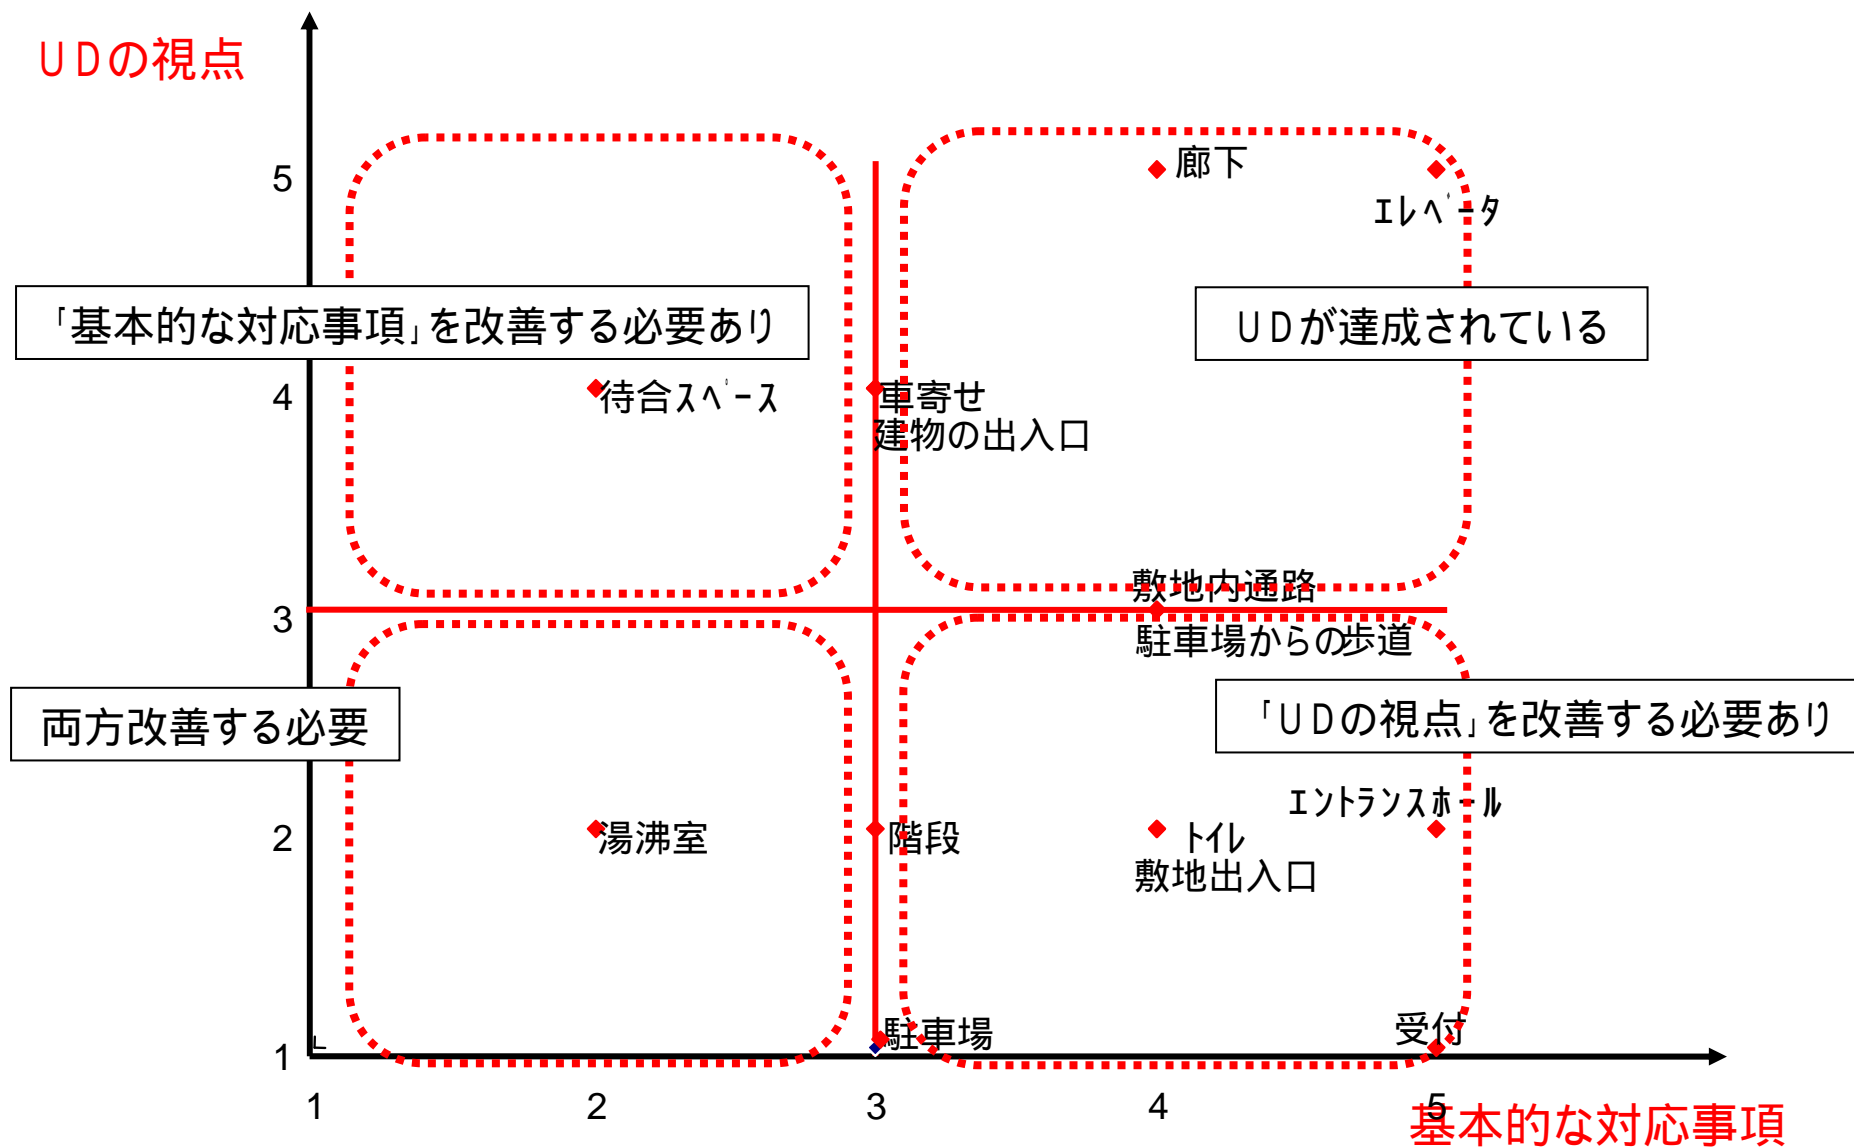 UDの視点
5
廊下
ｴﾚﾍﾞｰﾀ
「基本的な対応事項」を改善する必要あり
UDが達成されている
4
待合ｽﾍﾟｰｽ
車寄せ
建物の出入口
敷地内通路
3
駐車場からの歩道
両方改善する必要
「UDの視点」を改善する必要あり
ｴﾝﾄﾗﾝｽﾎｰﾙ
2
湯沸室
階段
ﾄｲﾚ
敷地出入口
駐車場
受付
1
1
2
3
4
5
基本的な対応事項